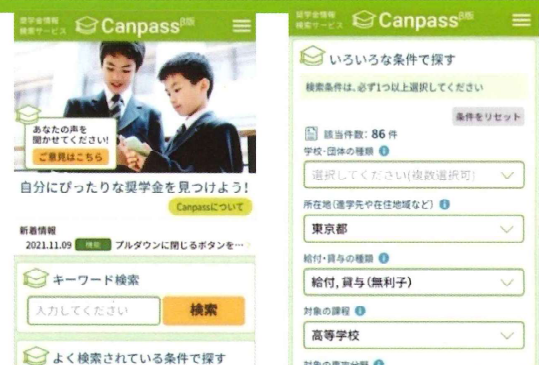 奨学金情報
検索サービス
Canpass β版
あなたの声を
聞かせてください!
ご意見はこちら
自分にぴったりな奨学金を見つけよう!
Canpassについて
新着情報
2021.11.09 機能 プルダウンに閉じるボタンを…
キーワード検索
入力してください
検索
よく検索されている条件で探す
奨学金情報
検索サービス
Canpass β版
いろいろな条件で探す
検索条件は、必ず1つ以上選択してください
条件をリセット
該当件数: 86 件
学校・団体の種類
選択してください(複数選択可)
所在地(進学先や在住地域など)
東京都
給付・貸与の種類
給付, 貸与(無利子)
対象の課程
高等学校
対象の専攻分野